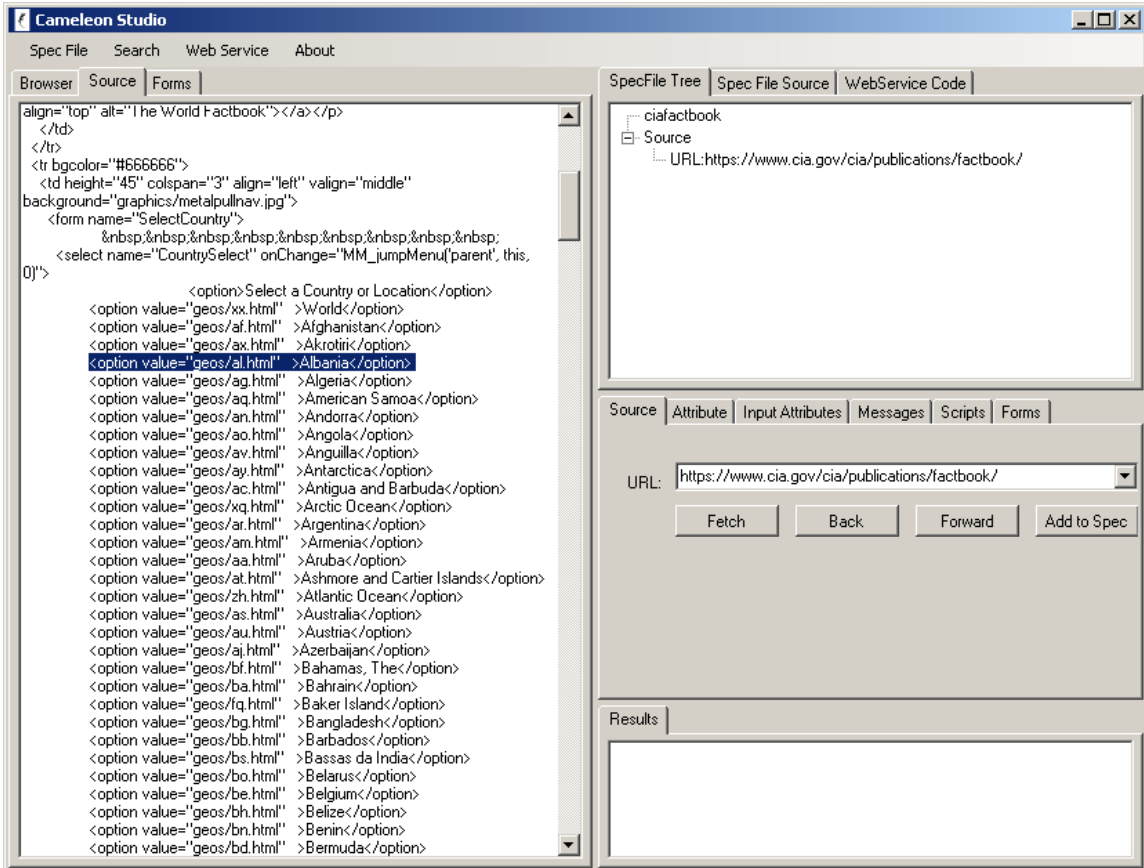 Cameleon Studio
Spec File Search Web Service About
Browser Source Forms
align="top" alt="The World Factbook"></a></p>
</td>
</tr>
<tr bgcolor="#666666">
<td height="45" colspan="3" align="left" valign="middle"
background="graphics/metalpullnav.jpg">
<form name="SelectCountry">
&nbsp;&nbsp;&nbsp;&nbsp;&nbsp;&nbsp;&nbsp;&nbsp;&nbsp;
<select name="CountrySelect" onChange="MM_jumpMenu('parent', this,
0)">
<option>Select a Country or Location</option>
<option value="geos/xx.html" >World</option>
<option value="geos/af.html" >Afghanistan</option>
<option value="geos/ax.html" >Akrotiri</option>
<option value="geos/al.html" >Albania</option>
<option value="geos/ag.html" >Algeria</option>
<option value="geos/aq.html" >American Samoa</option>
<option value="geos/an.html" >Andorra</option>
<option value="geos/ao.html" >Angola</option>
<option value="geos/av.html" >Anguilla</option>
<option value="geos/ay.html" >Antarctica</option>
<option value="geos/ac.html" >Antigua and Barbuda</option>
<option value="geos/xq.html" >Arctic Ocean</option>
<option value="geos/ar.html" >Argentina</option>
<option value="geos/am.html" >Armenia</option>
<option value="geos/aa.html" >Aruba</option>
<option value="geos/at.html" >Ashmore and Cartier Islands</option>
<option value="geos/zh.html" >Atlantic Ocean</option>
<option value="geos/as.html" >Australia</option>
<option value="geos/au.html" >Austria</option>
<option value="geos/aj.html" >Azerbaijan</option>
<option value="geos/bf.html" >Bahamas, The</option>
<option value="geos/ba.html" >Bahrain</option>
<option value="geos/fq.html" >Baker Island</option>
<option value="geos/bg.html" >Bangladesh</option>
<option value="geos/bb.html" >Barbados</option>
<option value="geos/bs.html" >Bassas da India</option>
<option value="geos/bo.html" >Belarus</option>
<option value="geos/be.html" >Belgium</option>
<option value="geos/bh.html" >Belize</option>
<option value="geos/bn.html" >Benin</option>
<option value="geos/bd.html" >Bermuda</option>
SpecFile Tree Spec File Source WebService Code
ciafactbook
Source
URL:https://www.cia.gov/cia/publications/factbook/
Source Attribute Input Attributes Messages Scripts Forms
URL: https://www.cia.gov/cia/publications/factbook/
Fetch Back Forward Add to Spec
Results